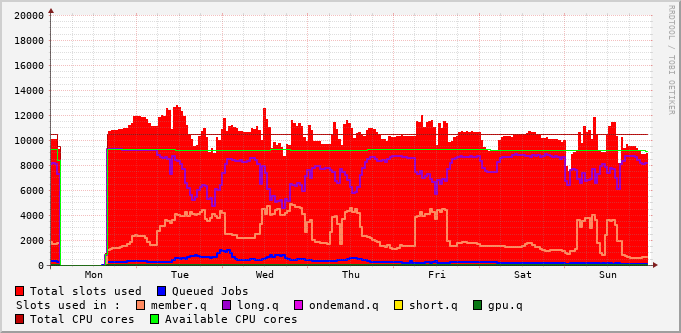 20000
18000
16000
14000
12000
10000
8000
6000
4000
2000
0
Mon Tue Wed Thu Fri Sat Sun
RRDTOOL / TOBI OETIKER
Total slots used Queued Jobs
Slots used in : member.q long.q ondemand.q short.q gpu.q
Total CPU cores Available CPU cores